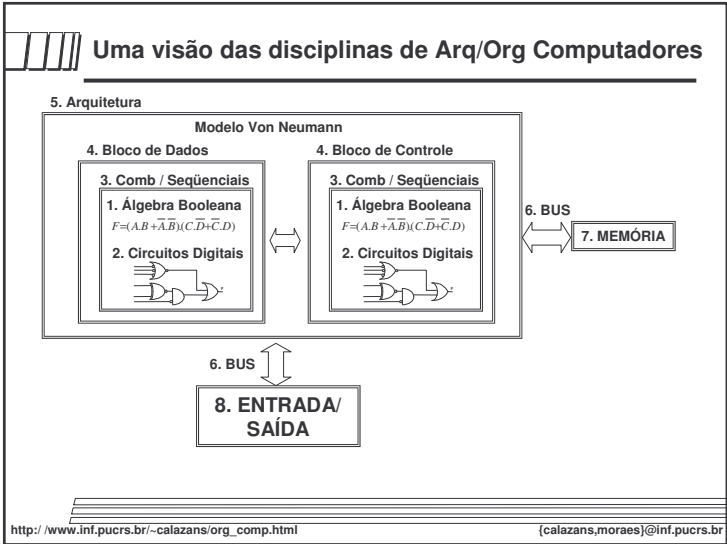 Uma visão das disciplinas de Arq/Org Computadores
5. Arquitetura
Modelo Von Neumann
4. Bloco de Dados
3. Comb / Seqüenciais
1. Álgebra Booleana
F=(A.B+A̅.B̅)(C.D̅+C̅.D)
2. Circuitos Digitais
F
4. Bloco de Controle
3. Comb / Seqüenciais
1. Álgebra Booleana
F=(A.B+A̅.B̅)(C.D̅+C̅.D)
2. Circuitos Digitais
F
6. BUS
7. MEMÓRIA
6. BUS
8. ENTRADA/
SAÍDA
http:/ /www.inf.pucrs.br/~calazans/org_comp.html
{calazans,moraes}@inf.pucrs.br